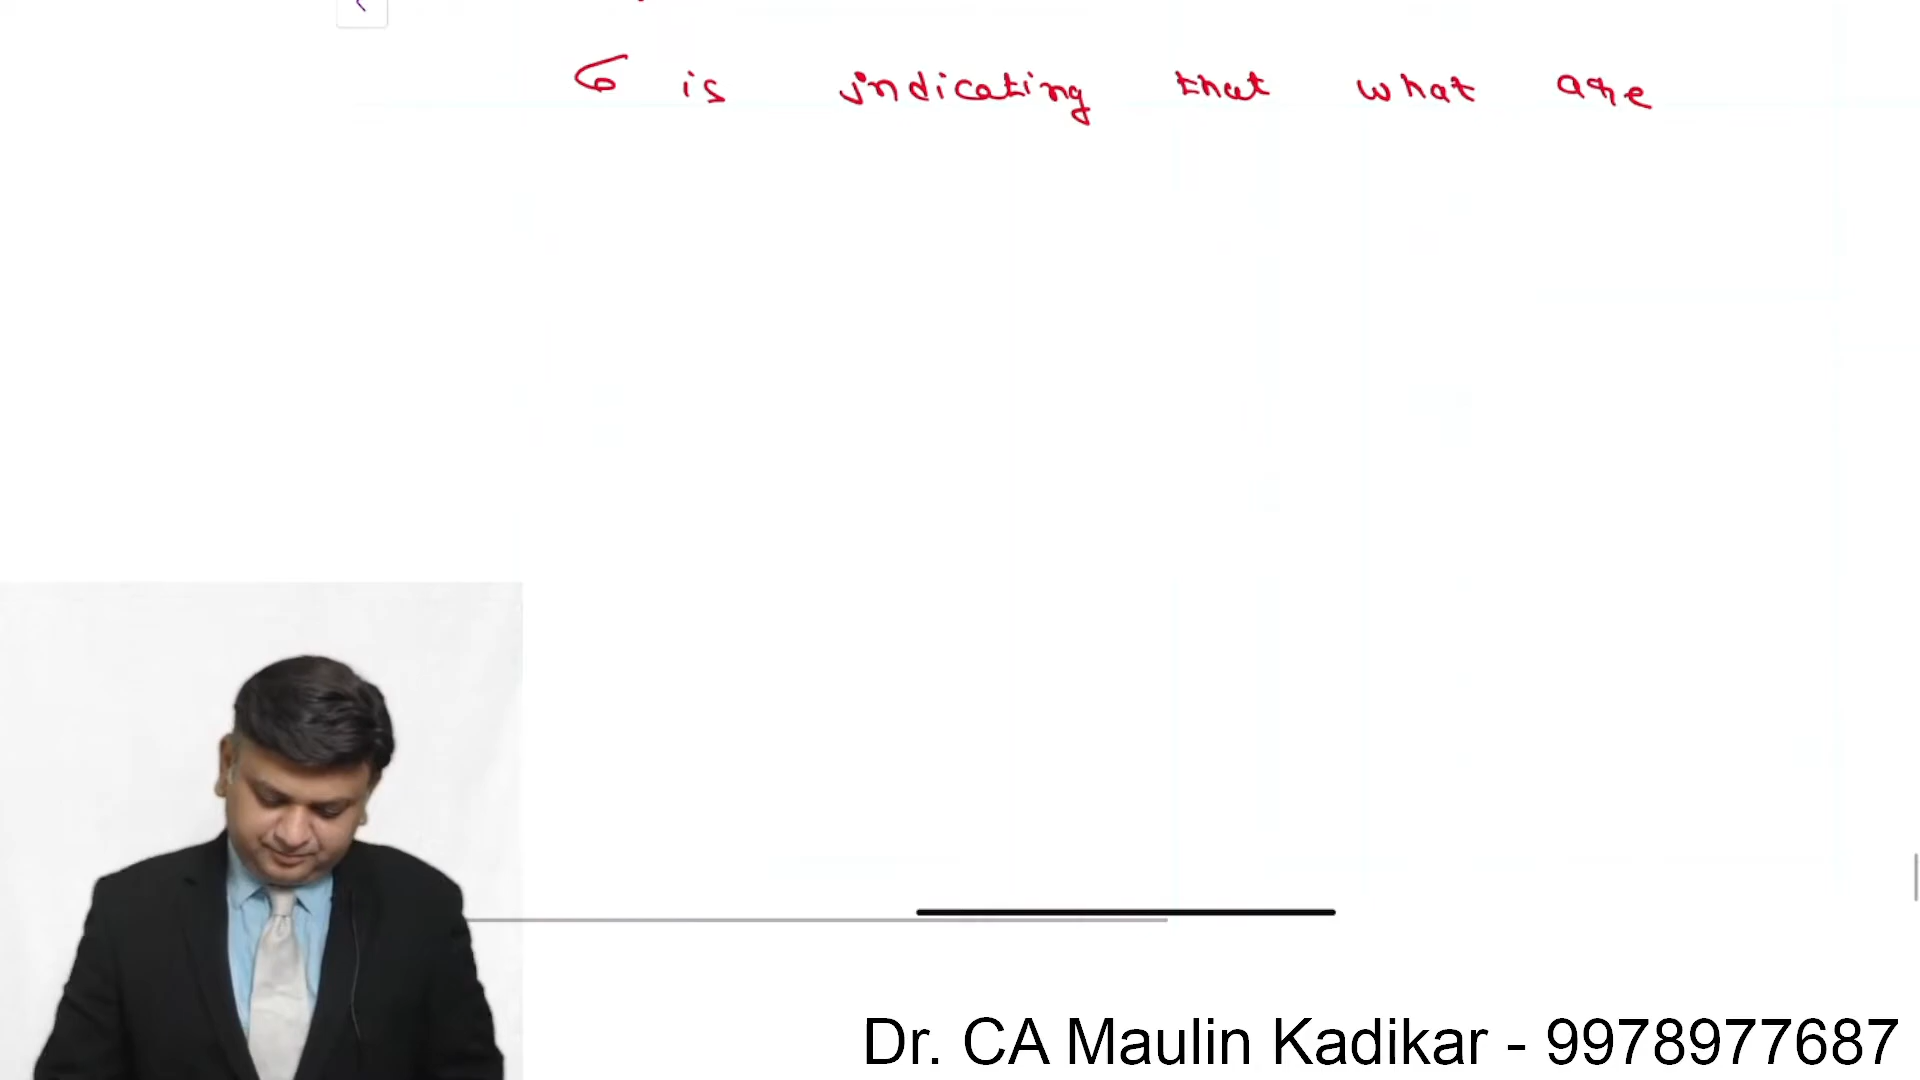 σ is indicating that what are
Dr. CA Maulin Kadikar - 9978977687